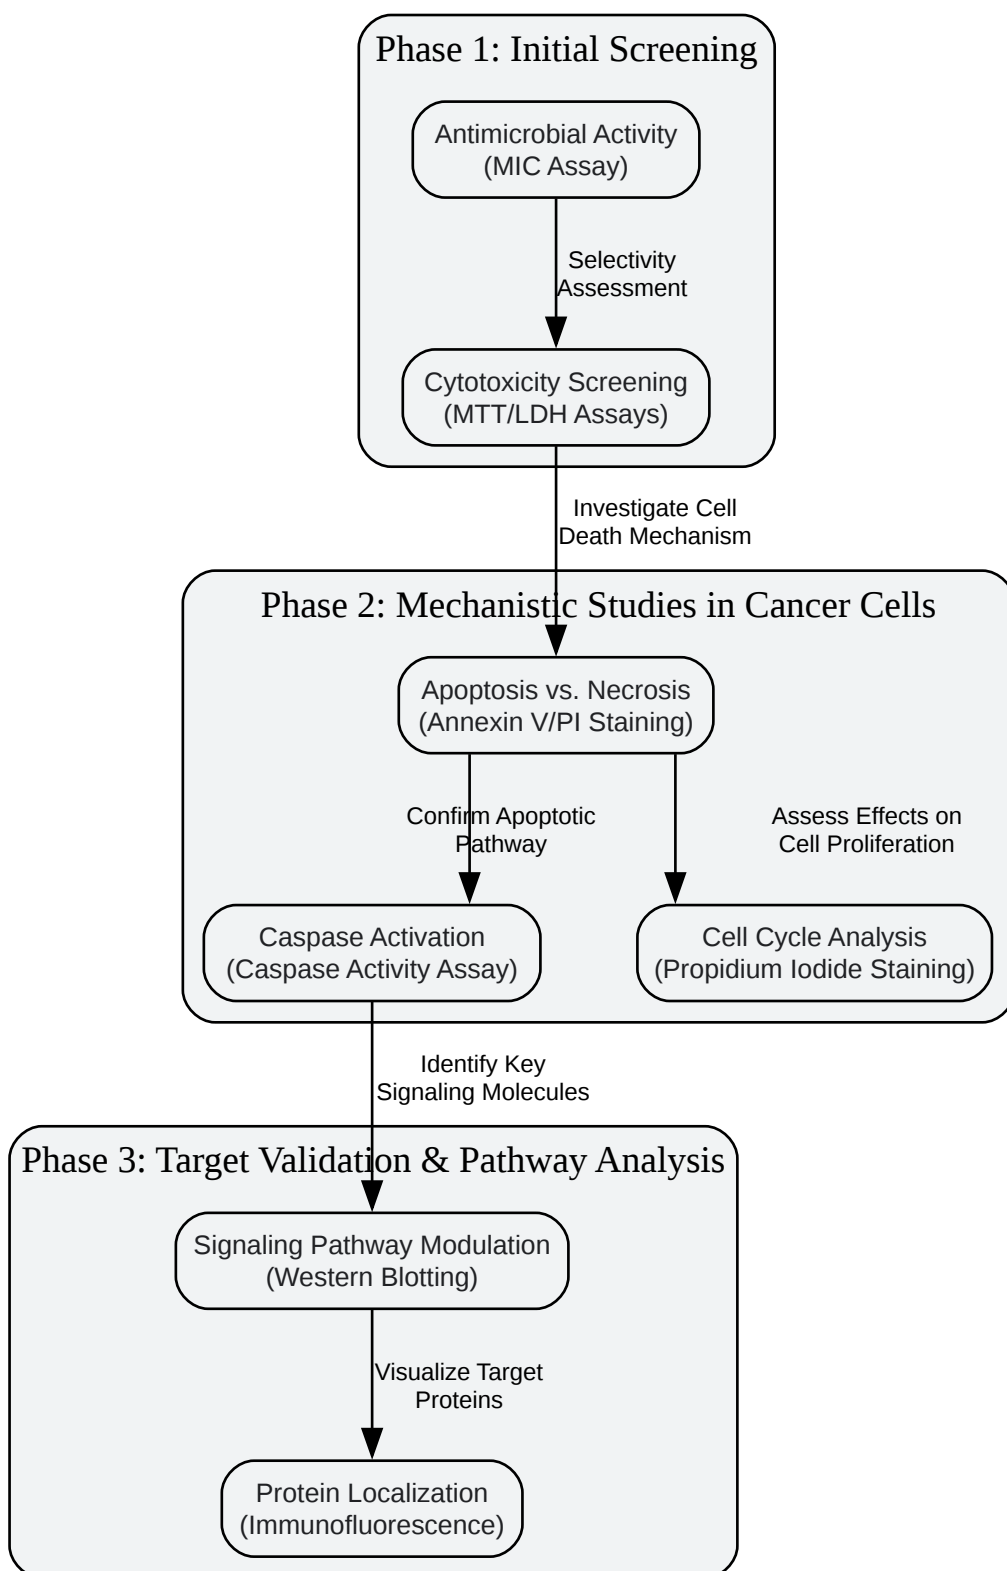 Phase 1: Initial Screening
Antimicrobial Activity
(MIC Assay)
Selectivity
Assessment
Cytotoxicity Screening
(MTT/LDH Assays)
Investigate Cell
Death Mechanism
Phase 2: Mechanistic Studies in Cancer Cells
Apoptosis vs. Necrosis
(Annexin V/PI Staining)
Confirm Apoptotic
Pathway
Assess Effects on
Cell Proliferation
Caspase Activation
(Caspase Activity Assay)
Cell Cycle Analysis
(Propidium Iodide Staining)
Identify Key
Signaling Molecules
Phase 3: Target Validation & Pathway Analysis
Signaling Pathway Modulation
(Western Blotting)
Visualize Target
Proteins
Protein Localization
(Immunofluorescence)